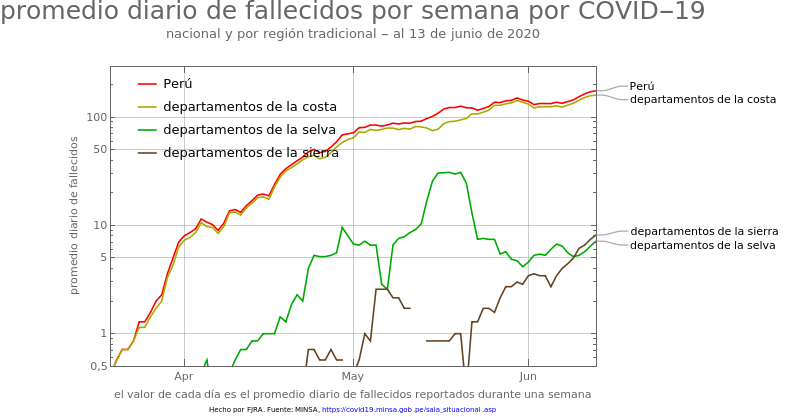 promedio diario de fallecidos por semana por COVID−19
nacional y por región tradicional − al 13 de junio de 2020
Perú
departamentos de la costa
departamentos de la selva
departamentos de la sierra
promedio diario de fallecidos
100
50
10
5
1
0,5
Apr
May
Jun
Perú
departamentos de la costa
departamentos de la sierra
departamentos de la selva
el valor de cada día es el promedio diario de fallecidos reportados durante una semana
Hecho por FJRA. Fuente: MINSA, https://covid19.minsa.gob.pe/sala_situacional .asp